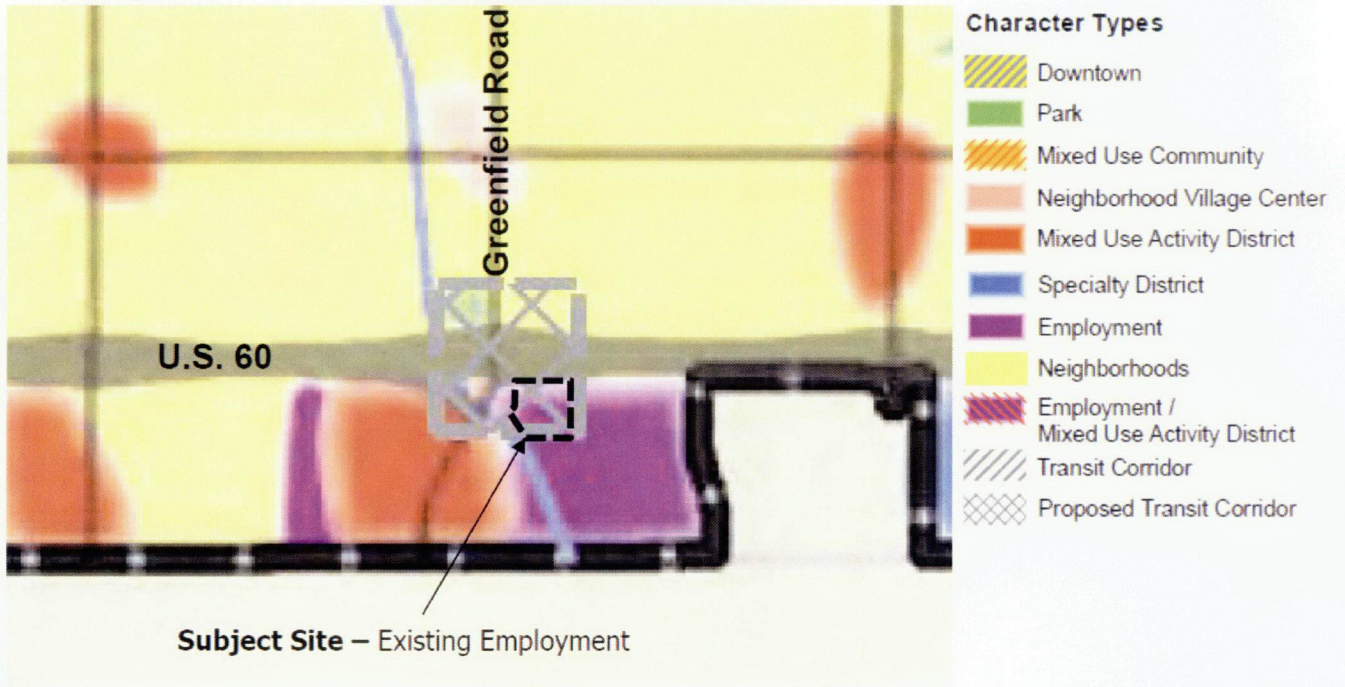 Greenfield Road
U.S. 60
Subject Site – Existing Employment
Character Types
Downtown
Park
Mixed Use Community
Neighborhood Village Center
Mixed Use Activity District
Specialty District
Employment
Neighborhoods
Employment /
Mixed Use Activity District
Transit Corridor
Proposed Transit Corridor